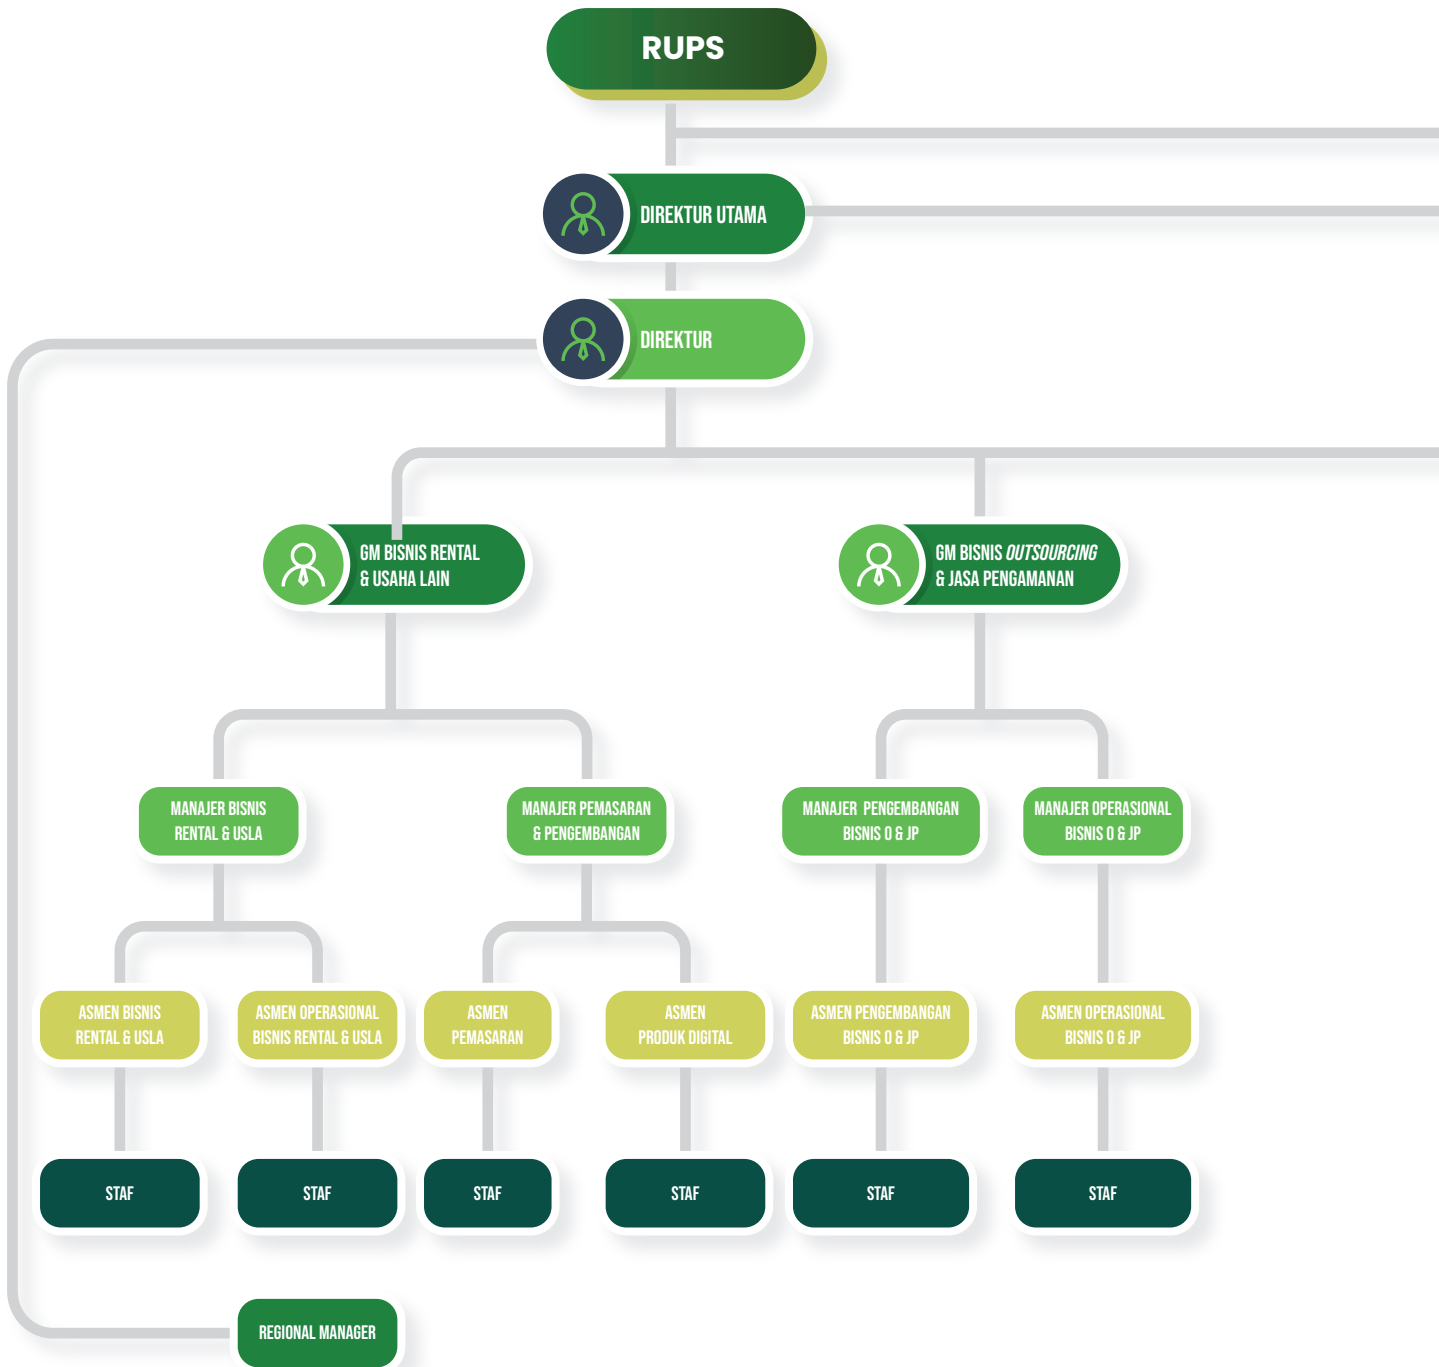 RUPS
DIREKTUR UTAMA
DIREKTUR
GM BISNIS RENTAL
& USAHA LAIN
GM BISNIS OUTSOURCING
& JASA PENGAMANAN
MANAJER BISNIS
RENTAL & USLA
MANAJER PEMASARAN
& PENGEMBANGAN
MANAJER PENGEMBANGAN
BISNIS O & JP
MANAJER OPERASIONAL
BISNIS O & JP
ASMEN BISNIS
RENTAL & USLA
ASMEN OPERASIONAL
BISNIS RENTAL & USLA
ASMEN
PEMASARAN
ASMEN
PRODUK DIGITAL
ASMEN PENGEMBANGAN
BISNIS O & JP
ASMEN OPERASIONAL
BISNIS O & JP
STAF
STAF
STAF
STAF
STAF
STAF
REGIONAL MANAGER